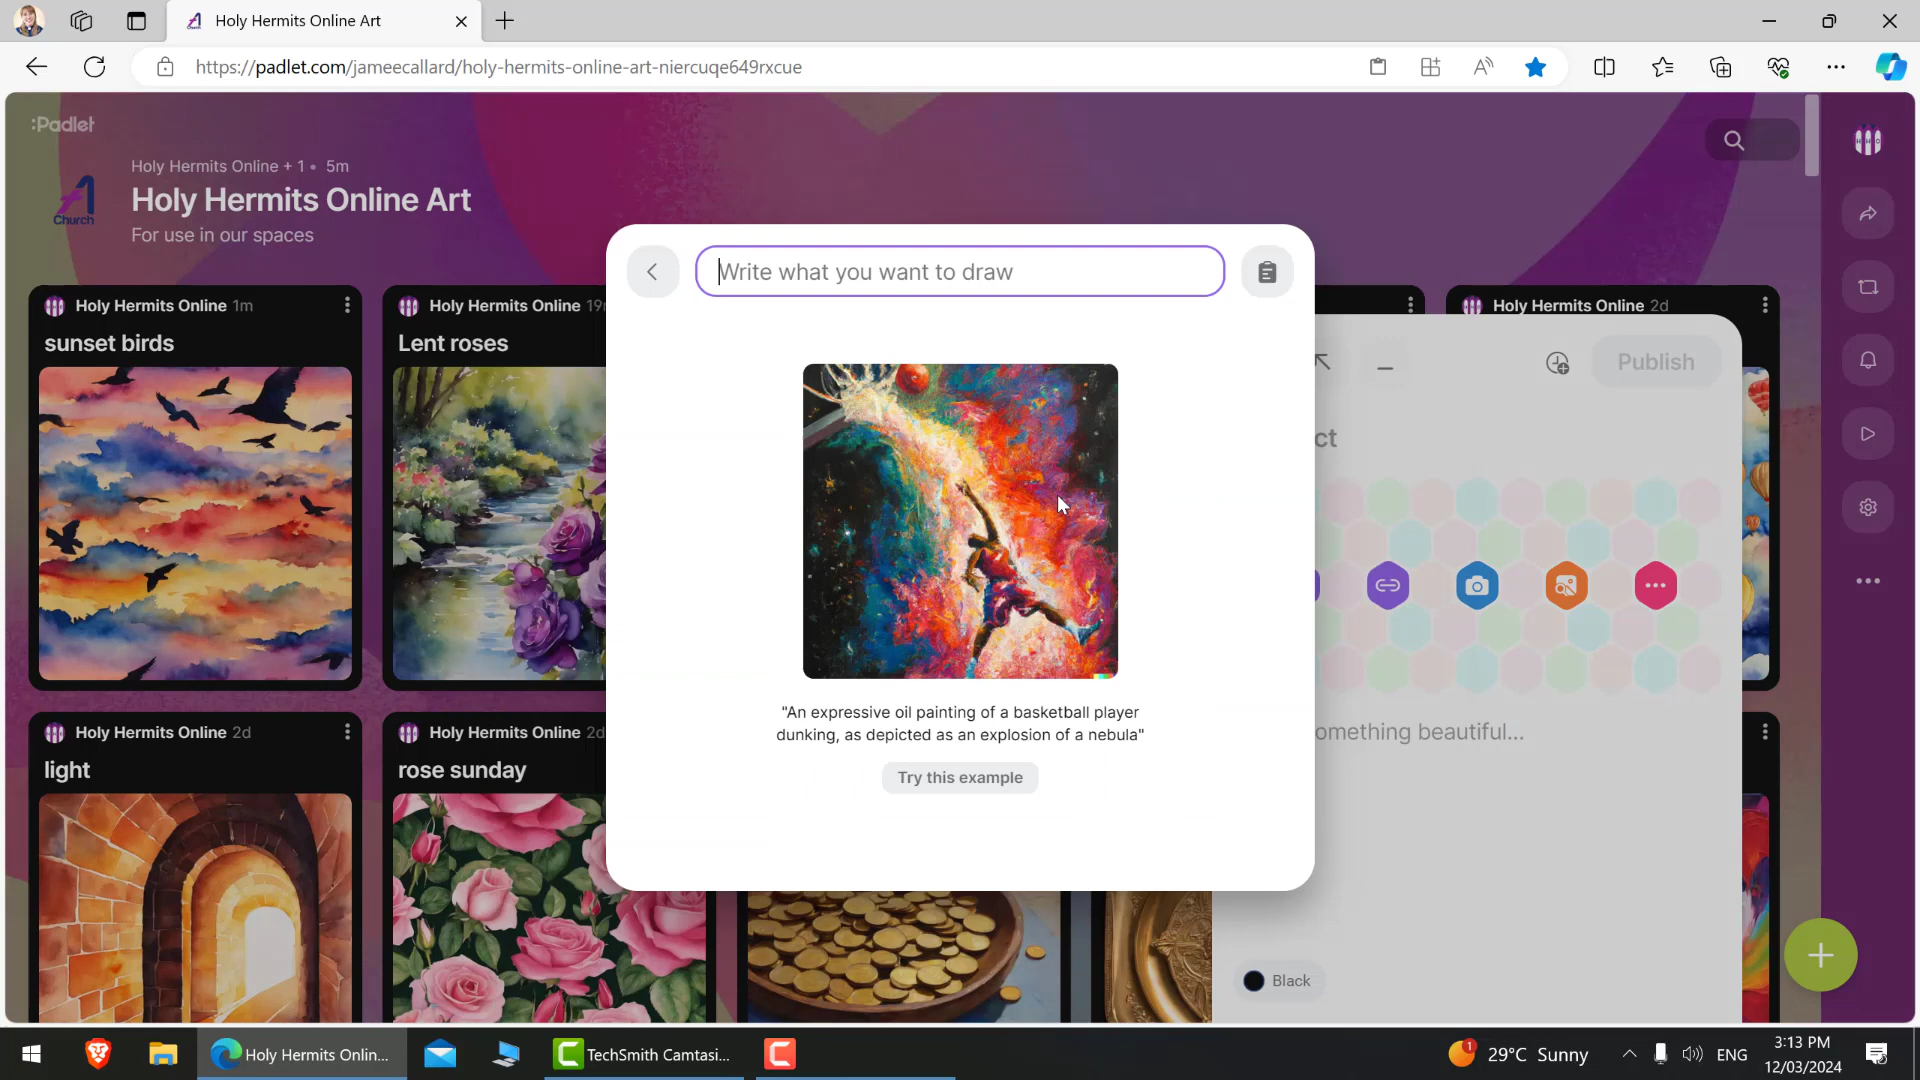 Holy Hermits Online Art
https://padlet.com/jameecallard/holy-hermits-online-art-niercuqe649rxcue
:Padlet
Holy Hermits Online + 1 • 5m
Holy Hermits Online Art
For use in our spaces
Church
Write what you want to draw
Holy Hermits Online 1m
sunset birds
Holy Hermits Online
Lent roses
Holy Hermits Online 2d
Publish
"An expressive oil painting of a basketball player
dunking, as depicted as an explosion of a nebula"
Try this example
Holy Hermits Online 2d
light
Holy Hermits Online
rose sunday
omething beautiful...
Black
Holy Hermits Onlin...
TechSmith Camtasi...
1
29°C Sunny
ENG
3:13 PM
12/03/2024